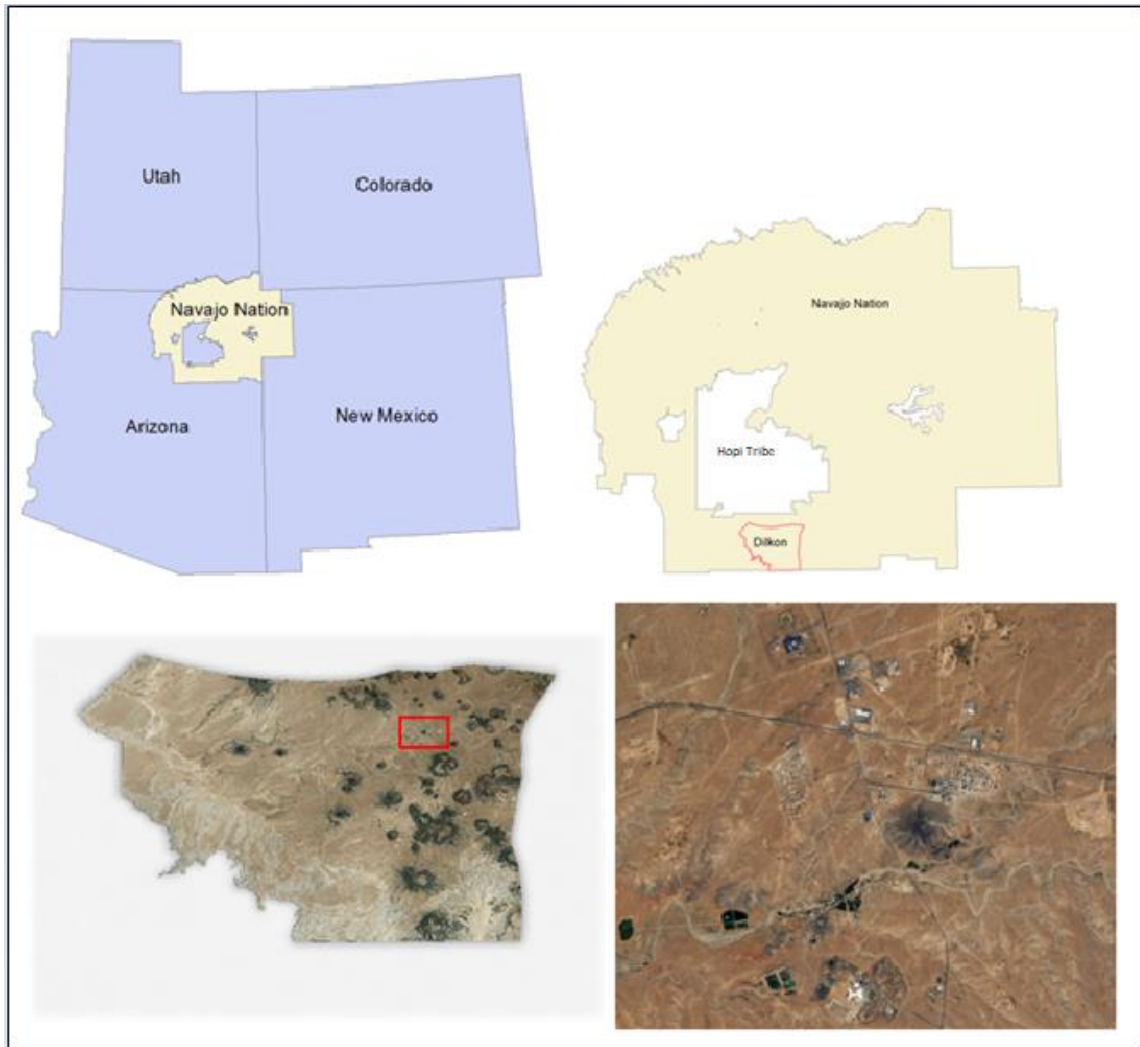 Utah
Colorado
Navajo Nation
Navajo Nation
Arizona
New Mexico
Hopi Tribe
Dilkon